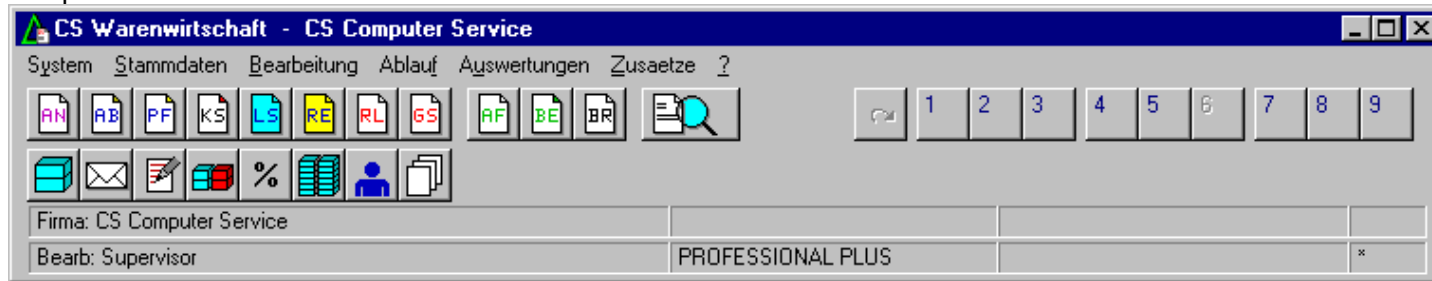 CS Warenwirtschaft - CS Computer Service
System Stammdaten Bearbeitung Ablauf Auswertungen Zusaetze ?
AN AB PF KS LS RE RL GS AF BE BR 1 2 3 4 5 6 7 8 9
%
Firma: CS Computer Service
Bearb: Supervisor PROFESSIONAL PLUS *